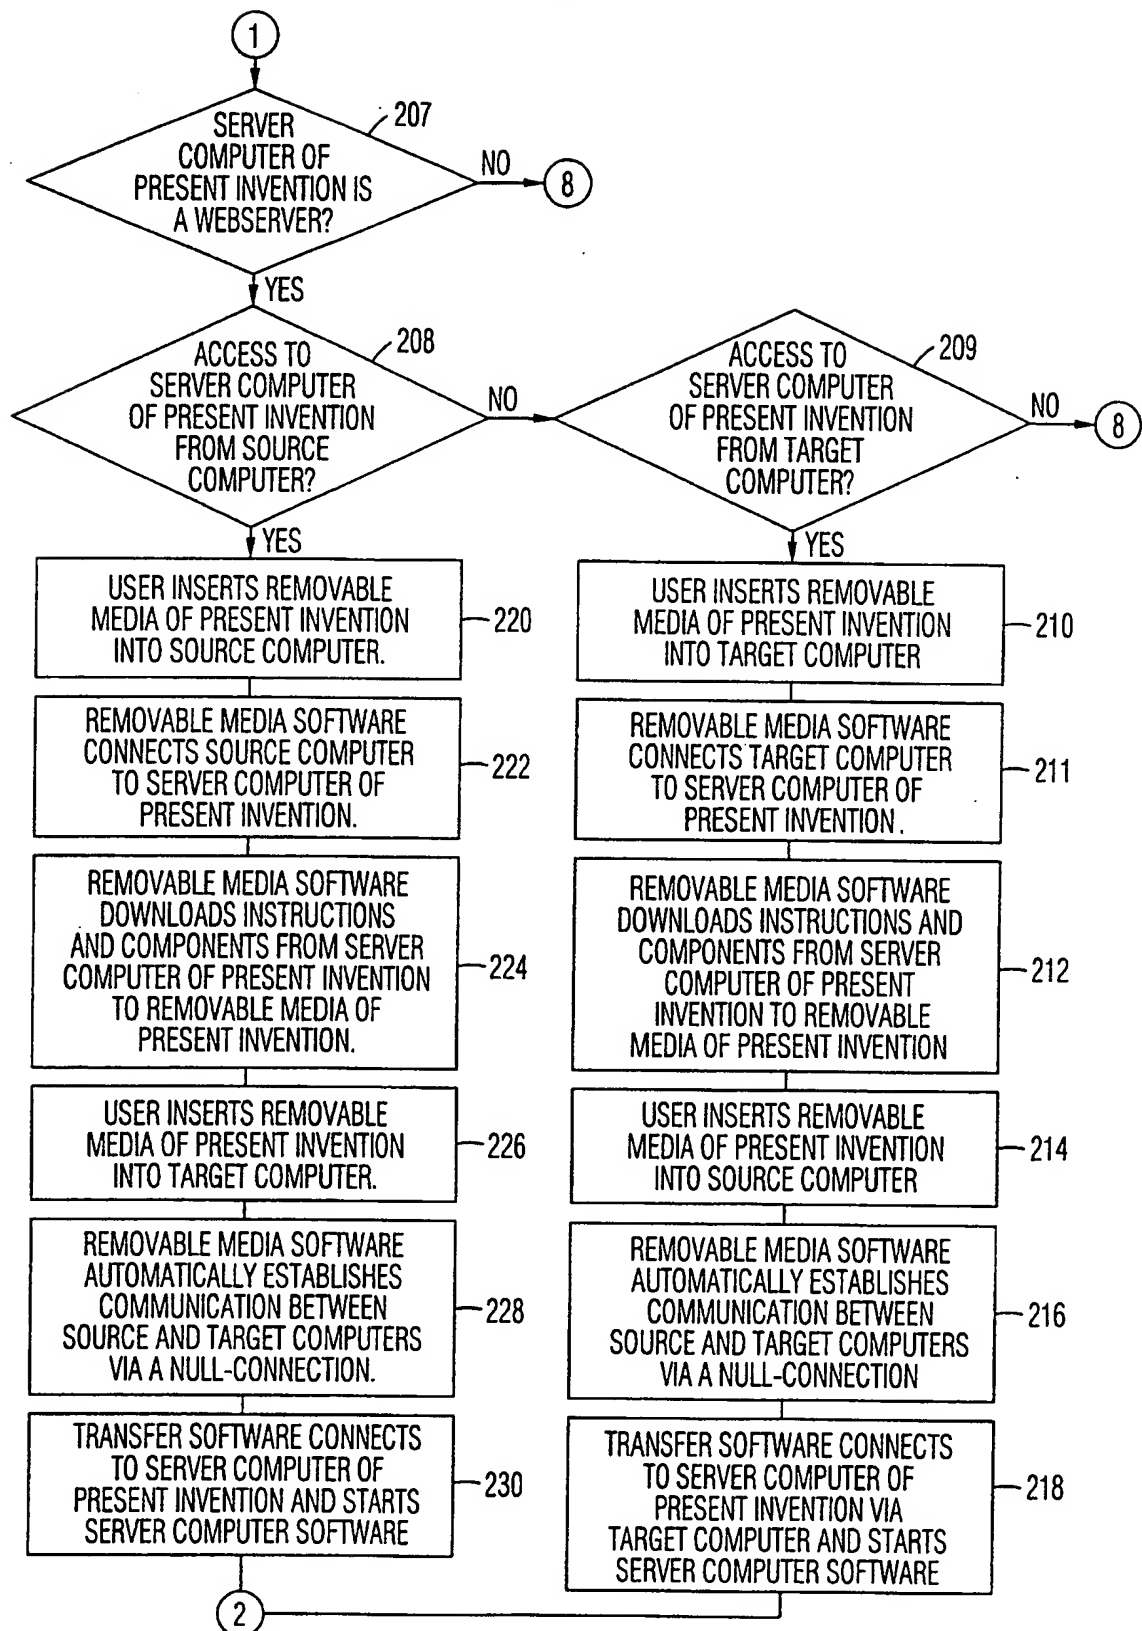 1
207
SERVER
COMPUTER OF
PRESENT INVENTION IS
A WEBSERVER?
NO
8
YES
208
ACCESS TO
SERVER COMPUTER
OF PRESENT INVENTION
FROM SOURCE
COMPUTER?
NO
209
ACCESS TO
SERVER COMPUTER
OF PRESENT INVENTION
FROM TARGET
COMPUTER?
NO
8
YES
USER INSERTS REMOVABLE
MEDIA OF PRESENT INVENTION
INTO SOURCE COMPUTER.
220
REMOVABLE MEDIA SOFTWARE
CONNECTS SOURCE COMPUTER
TO SERVER COMPUTER OF
PRESENT INVENTION.
222
REMOVABLE MEDIA SOFTWARE
DOWNLOADS INSTRUCTIONS
AND COMPONENTS FROM SERVER
COMPUTER OF PRESENT INVENTION
TO REMOVABLE MEDIA OF
PRESENT INVENTION.
224
USER INSERTS REMOVABLE
MEDIA OF PRESENT INVENTION
INTO TARGET COMPUTER.
226
REMOVABLE MEDIA SOFTWARE
AUTOMATICALLY ESTABLISHES
COMMUNICATION BETWEEN
SOURCE AND TARGET COMPUTERS
VIA A NULL-CONNECTION.
228
TRANSFER SOFTWARE CONNECTS
TO SERVER COMPUTER OF
PRESENT INVENTION AND STARTS
SERVER COMPUTER SOFTWARE
230
2
YES
USER INSERTS REMOVABLE
MEDIA OF PRESENT INVENTION
INTO TARGET COMPUTER
210
REMOVABLE MEDIA SOFTWARE
CONNECTS TARGET COMPUTER
TO SERVER COMPUTER OF
PRESENT INVENTION.
211
REMOVABLE MEDIA SOFTWARE
DOWNLOADS INSTRUCTIONS AND
COMPONENTS FROM SERVER
COMPUTER OF PRESENT
INVENTION TO REMOVABLE
MEDIA OF PRESENT INVENTION
212
USER INSERTS REMOVABLE
MEDIA OF PRESENT INVENTION
INTO SOURCE COMPUTER
214
REMOVABLE MEDIA SOFTWARE
AUTOMATICALLY ESTABLISHES
COMMUNICATION BETWEEN
SOURCE AND TARGET COMPUTERS
VIA A NULL-CONNECTION
216
TRANSFER SOFTWARE CONNECTS
TO SERVER COMPUTER OF
PRESENT INVENTION VIA
TARGET COMPUTER AND STARTS
SERVER COMPUTER SOFTWARE
218